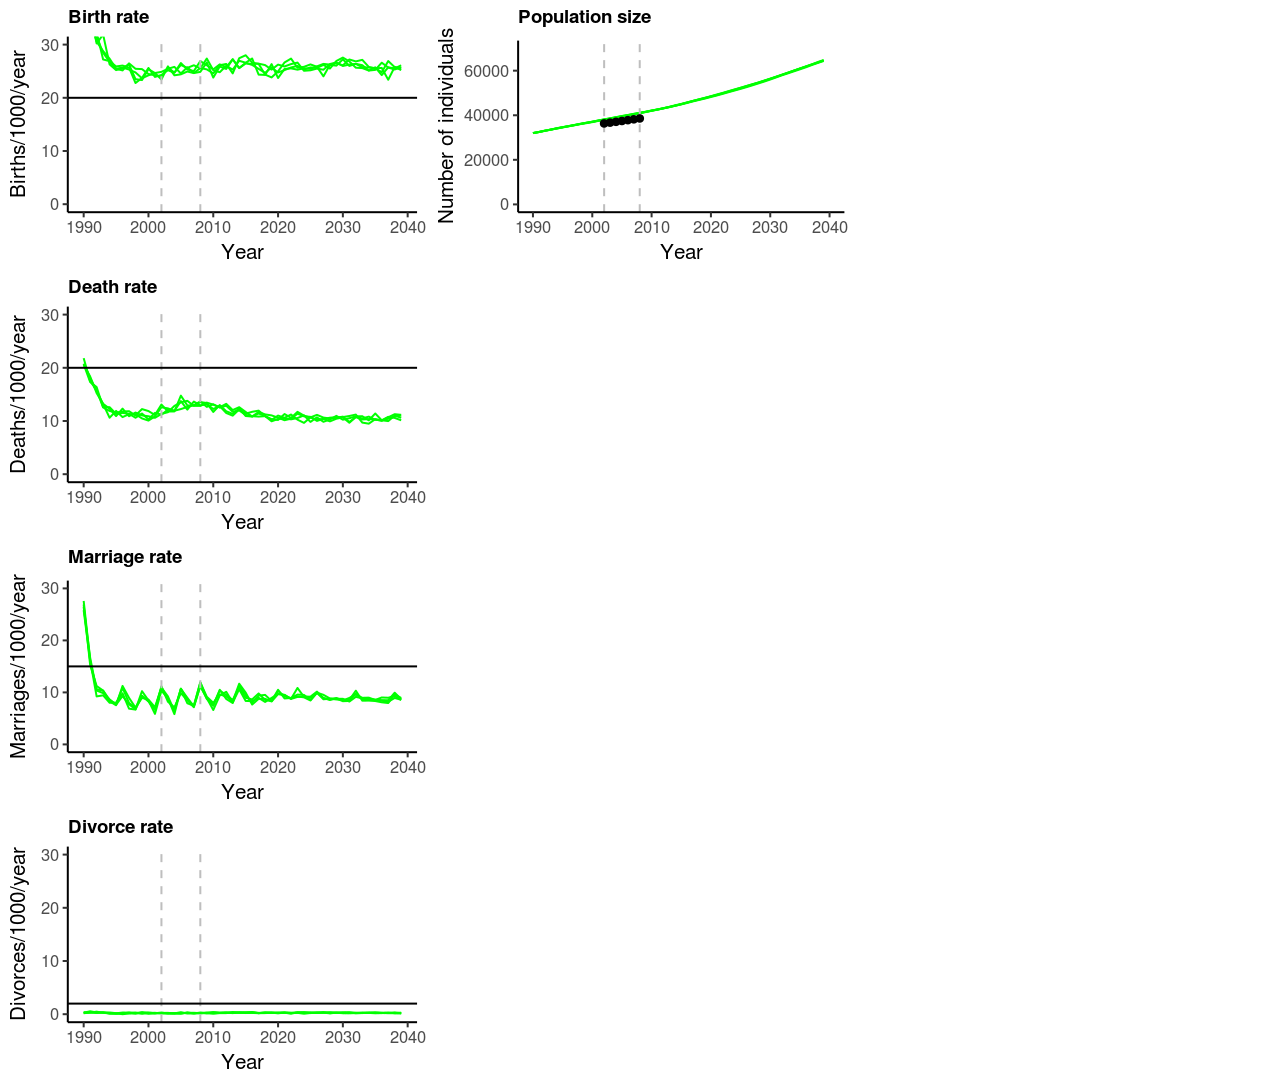 Birth rate
Births/1000/year
30
20
10
0
1990 2000 2010 2020 2030 2040
Year
Population size
Number of individuals
60000
40000
20000
0
1990 2000 2010 2020 2030 2040
Year
Death rate
Deaths/1000/year
30
20
10
0
1990 2000 2010 2020 2030 2040
Year
Marriage rate
Marriages/1000/year
30
20
10
0
1990 2000 2010 2020 2030 2040
Year
Divorce rate
Divorces/1000/year
30
20
10
0
1990 2000 2010 2020 2030 2040
Year